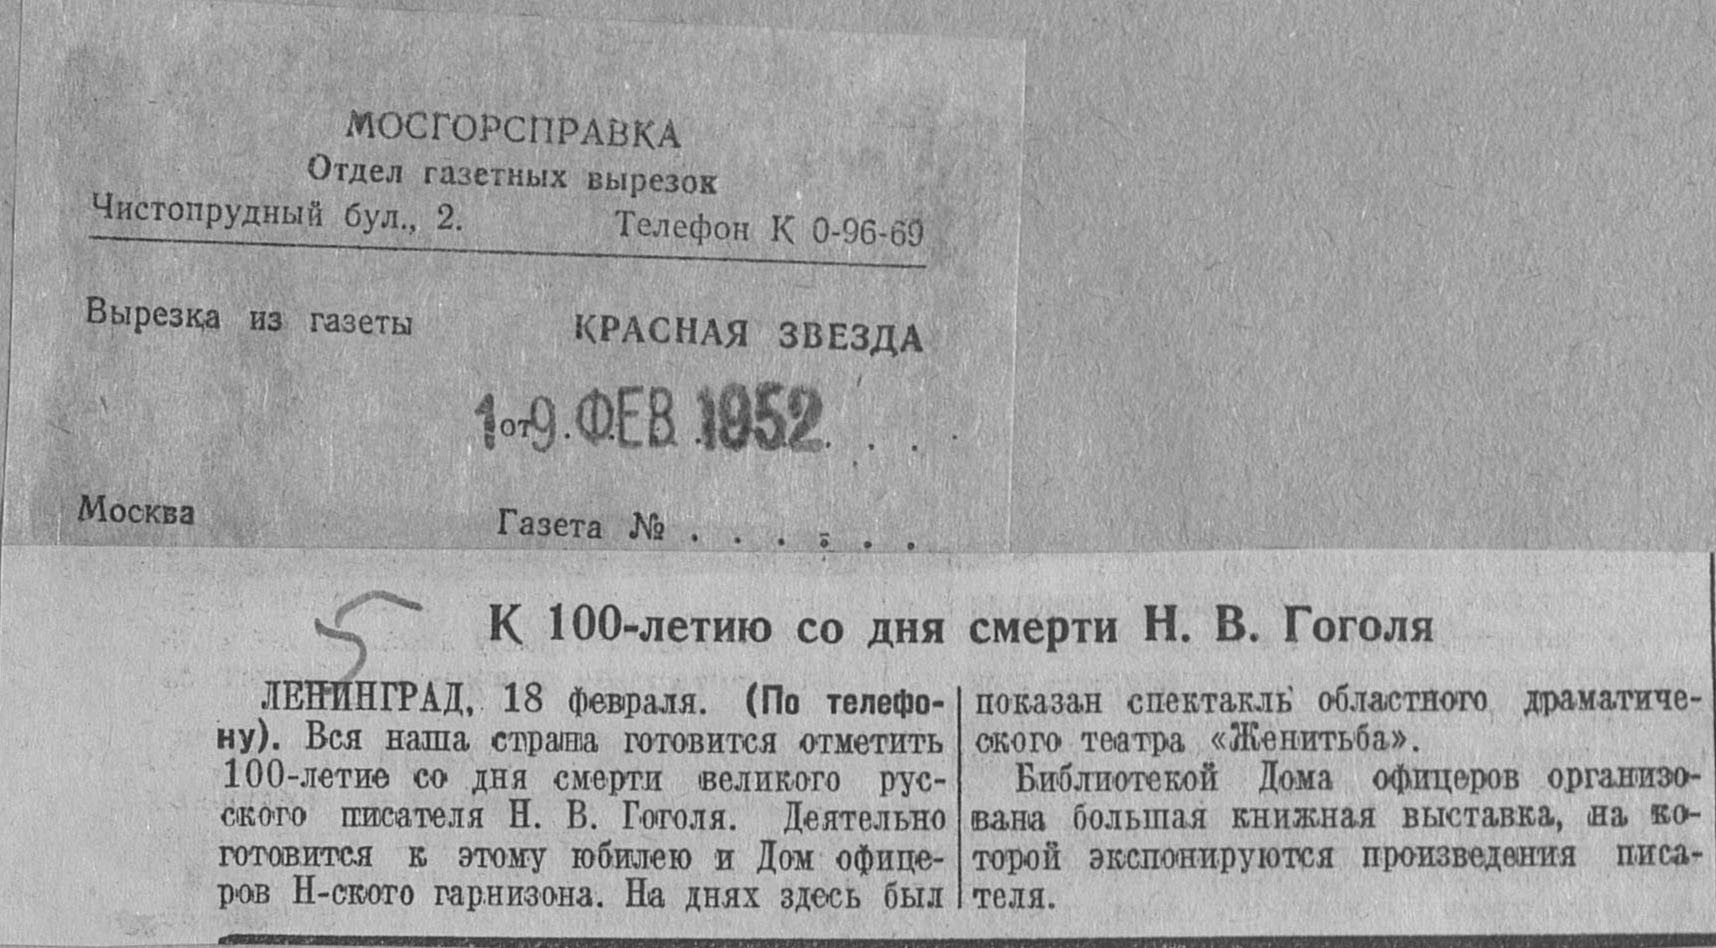 МОСГОРСПРАВКА
Отдел газетных вырезок
Чистопрудный бул., 2. Телефон К 0-96-69
Вырезка из газеты КРАСНАЯ ЗВЕЗДА
от 19 ФЕВ 1952 . . .
Москва Газета № . . . . . .
5
К 100-летию со дня смерти Н. В. Гоголя
ЛЕНИНГРАД, 18 февраля. (По телефо-
ну). Вся наша страна готовится отметить
100-летие со дня смерти великого рус-
ского писателя Н. В. Гоголя. Деятельно
готовится к этому юбилею и Дом офице-
ров Н-ского гарнизона. На днях здесь был
показан спектакль областного драматиче-
ского театра «Женитьба».
Библиотекой Дома офицеров организо-
вана большая книжная выставка, на ко-
торой экспонируются произведения писа-
теля.